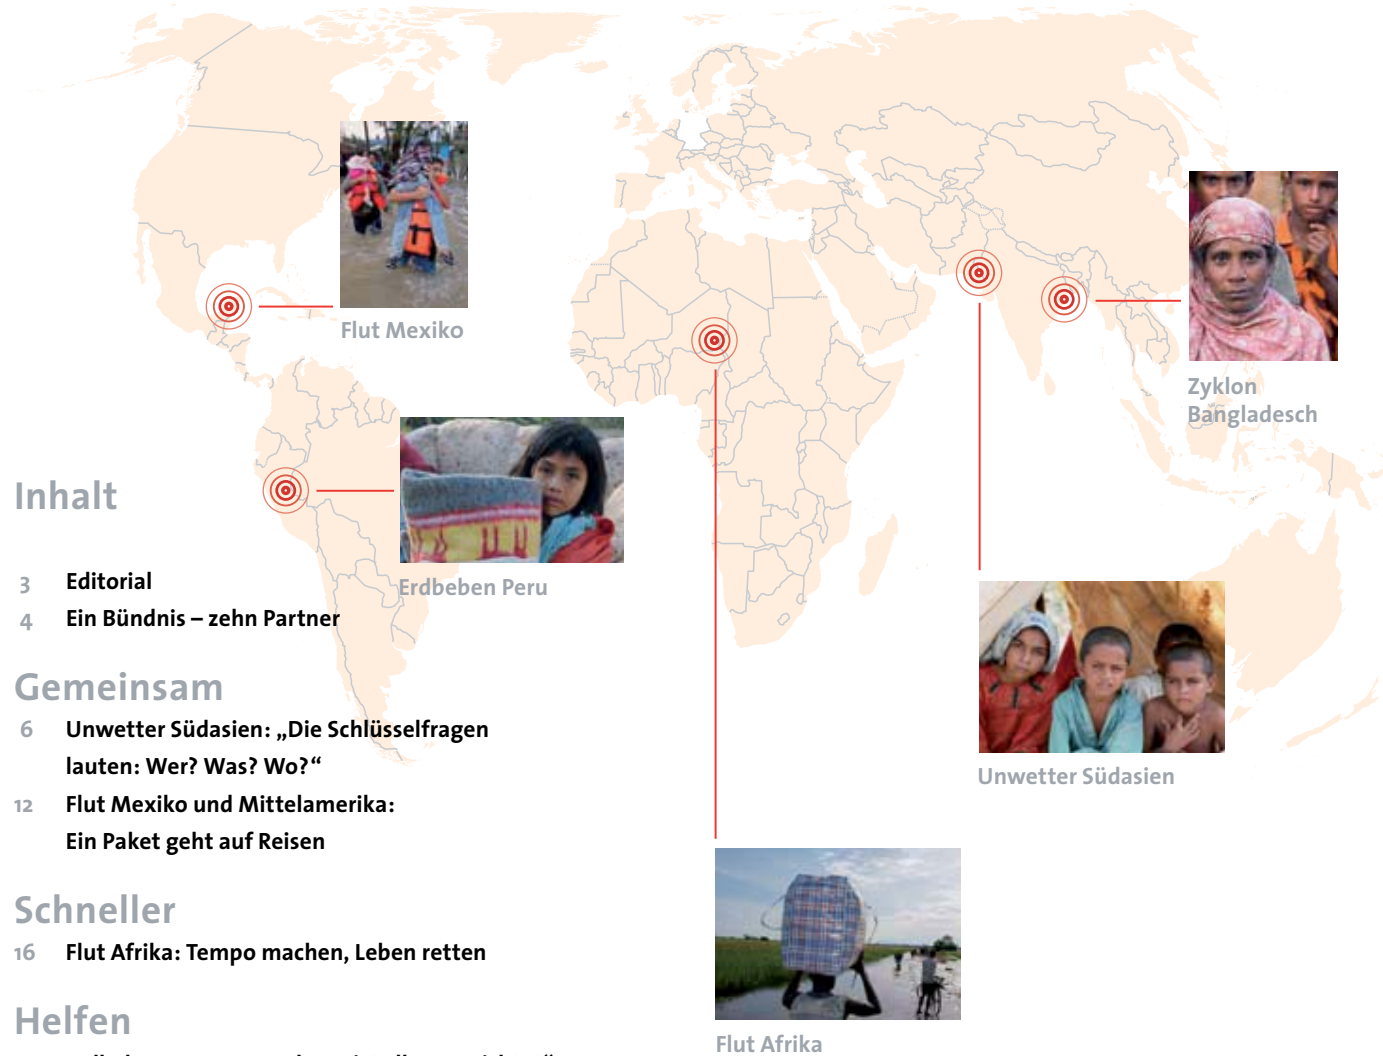 Flut Mexiko
Zyklon
Bangladesch
Erdbeben Peru
Unwetter Südasien
Flut Afrika
Inhalt
3 Editorial
4 Ein Bündnis – zehn Partner
Gemeinsam
6 Unwetter Südasien: „Die Schlüsselfragen
lauten: Wer? Was? Wo?“
12 Flut Mexiko und Mittelamerika:
Ein Paket geht auf Reisen
Schneller
16 Flut Afrika: Tempo machen, Leben retten
Helfen